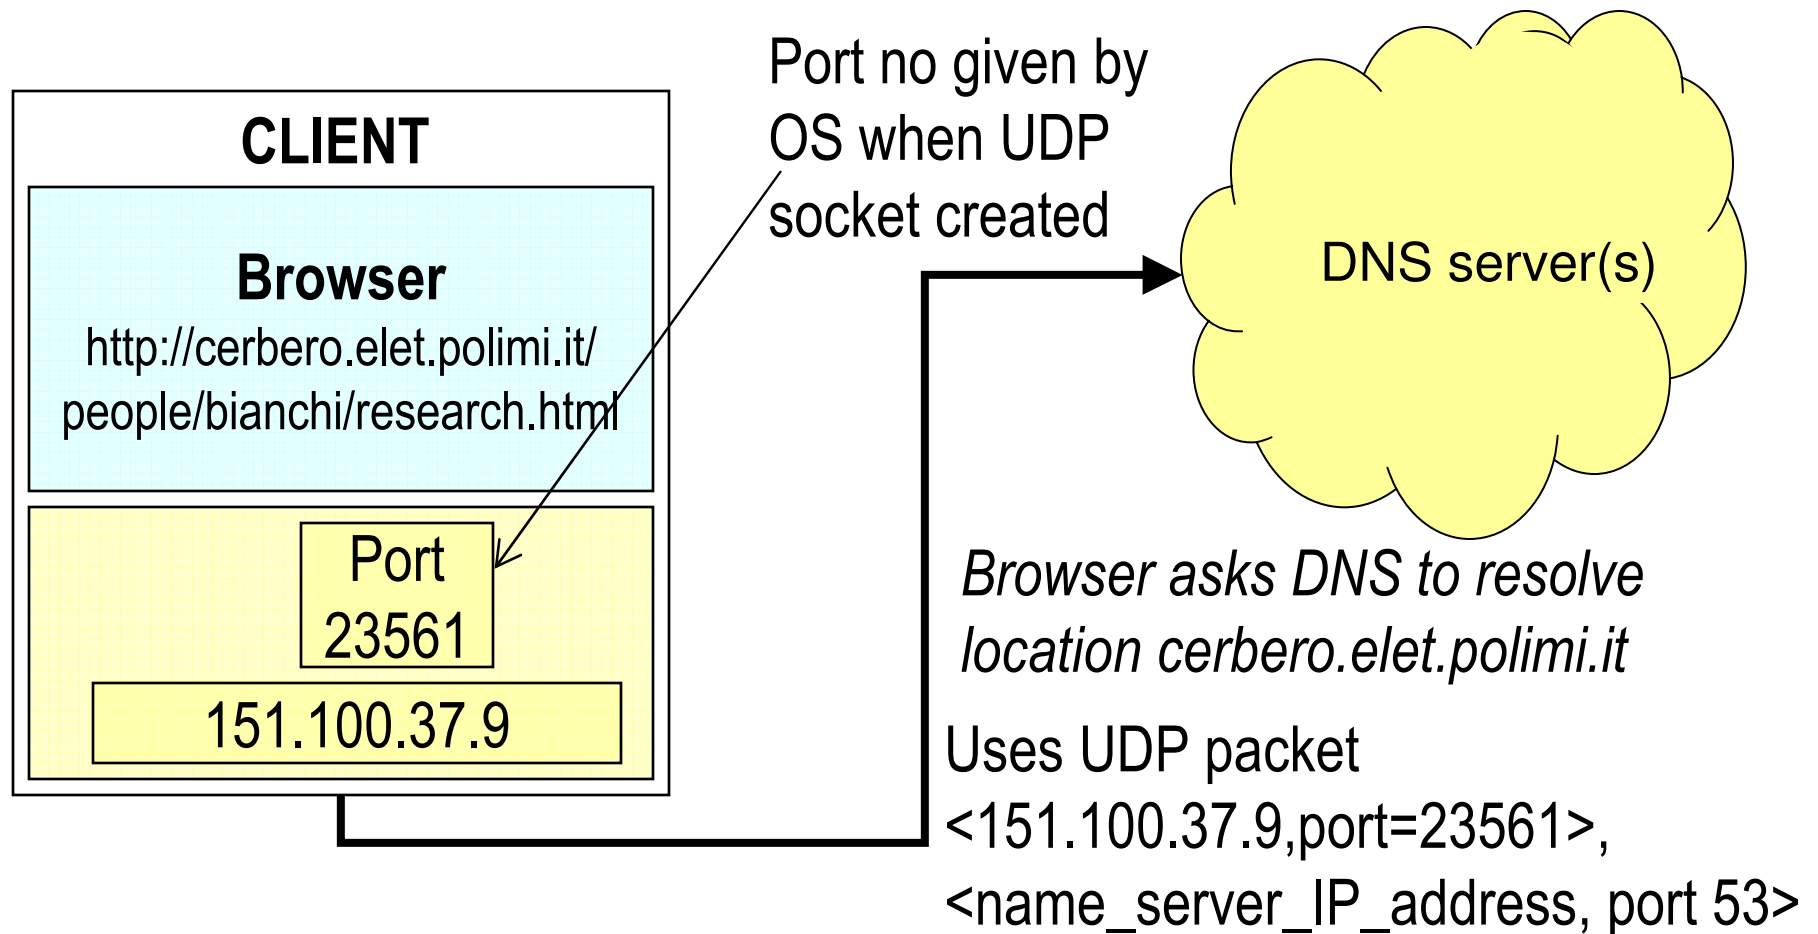 CLIENT
Browser
http://cerbero.elet.polimi.it/
people/bianchi/research.html
Port
23561
151.100.37.9
Port no given by
OS when UDP
socket created
DNS server(s)
Browser asks DNS to resolve
location cerbero.elet.polimi.it
Uses UDP packet
<151.100.37.9,port=23561>,
<name_server_IP_address, port 53>